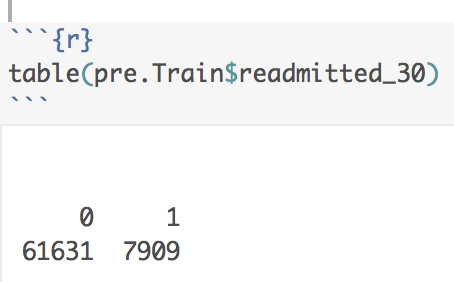 ```{r}
table(pre.Train$readmitted_30)
```
0 1
61631 7909